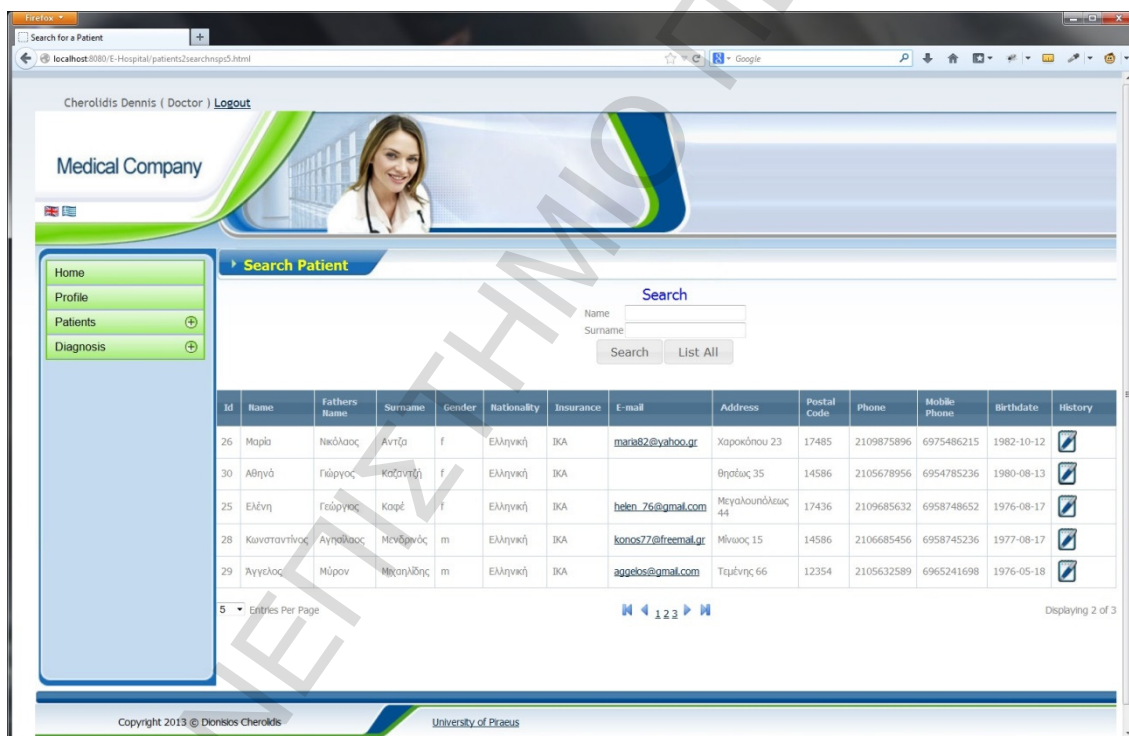 Firefox
Search for a Patient
localhost:8080/E-Hospital/patients2searchnsps5.html
Google
Cherolidis Dennis ( Doctor ) Logout
Medical Company
Home
Profile
Patients
Diagnosis
Search Patient
Search
Name
Surname
Search List All
Id Name Fathers Name Surname Gender Nationality Insurance E-mail Address Postal Code Phone Mobile Phone Birthdate History
26 Μαρία Νικόλαος Αντζα f Ελληνική ΙΚΑ maria82@yahoo.gr Χαροκόπου 23 17485 2109875896 6975486215 1982-10-12
30 Αθηνά Γιώργος Καζαντζή f Ελληνική ΙΚΑ θησέως 35 14586 2105678956 6954785236 1980-08-13
25 Ελένη Γεώργιος Καφέ f Ελληνική ΙΚΑ helen_76@gmail.com Μεγαλουπόλεως 44 17436 2109685632 6958748652 1976-08-17
28 Κωνσταντίνος Αγησίλαος Μενδρινός m Ελληνική ΙΚΑ konos77@freemal.gr Μίνωος 15 14586 2106685456 6958745236 1977-08-17
29 Άγγελος Μύρον Μιχαηλίδης m Ελληνική ΙΚΑ aggelos@gmail.com Τεμένης 66 12354 2105632589 6965241698 1976-05-18
5 Entries Per Page
1 2 3
Displaying 2 of 3
Copyright 2013 © Dionisios Cherolidis
University of Piraeus